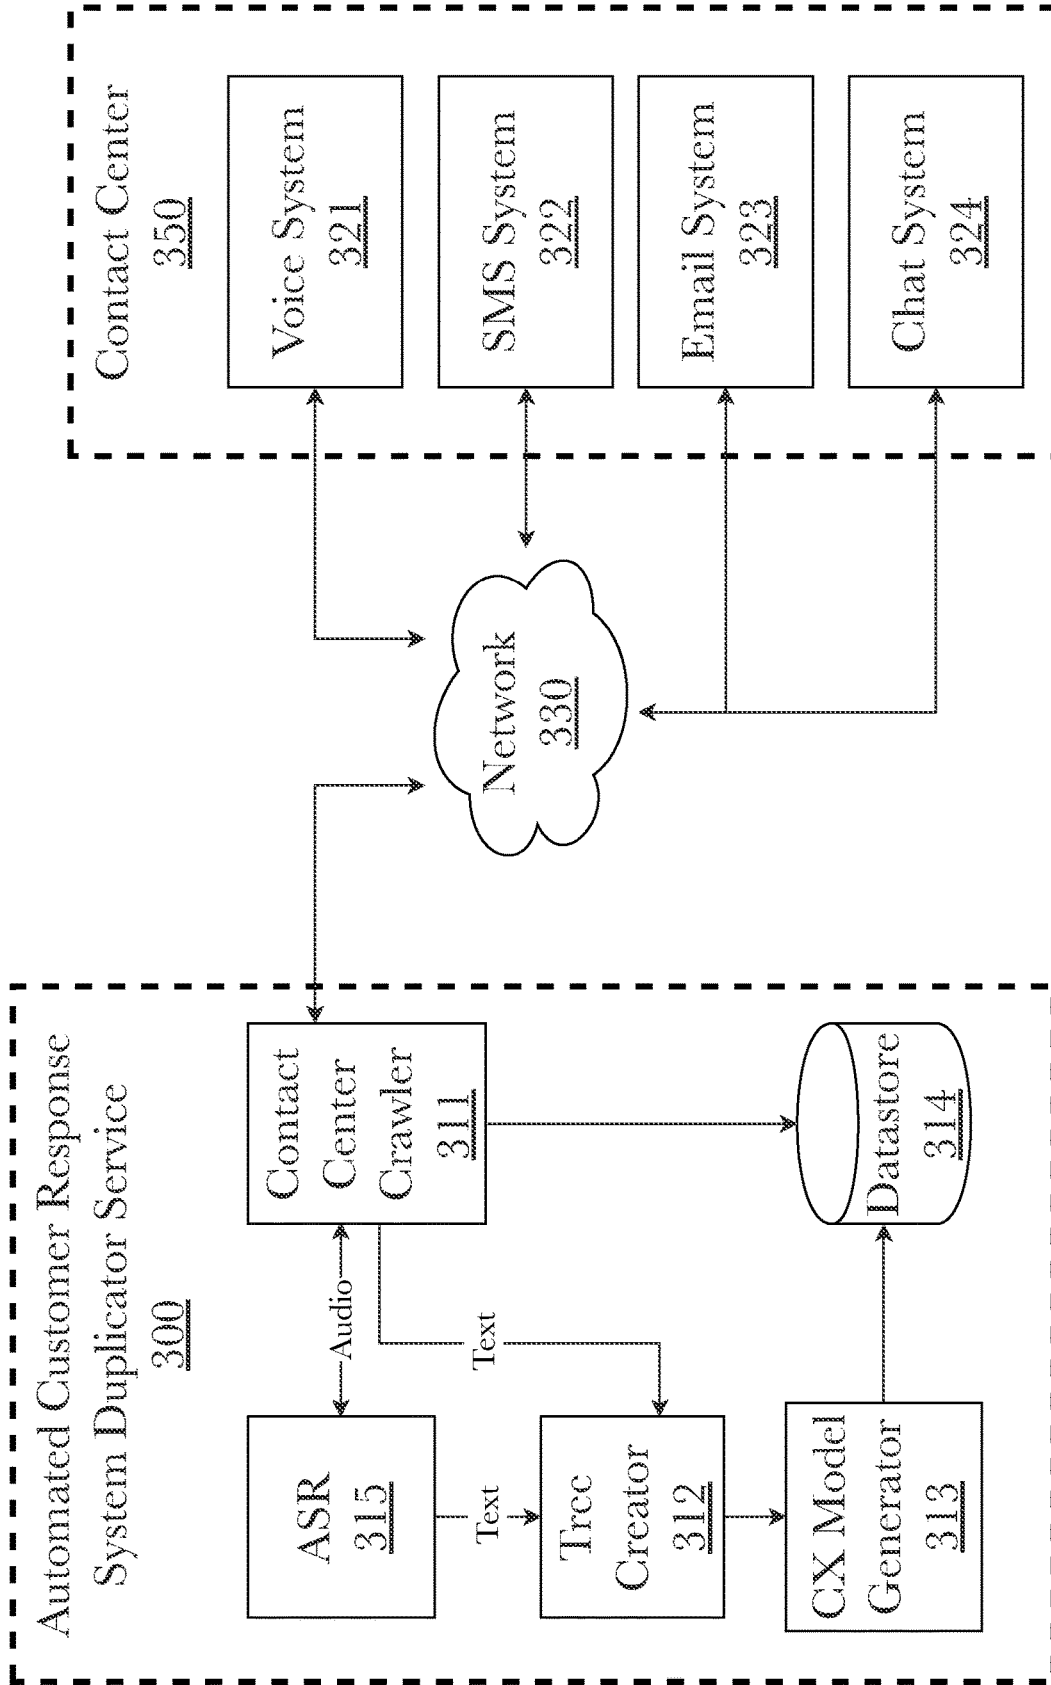 Automated Customer Response
System Duplicator Service
300
ASR
315
Audio
Contact
Center
Crawler
311
Text
Text
Tree
Creator
312
CX Model
Generator
313
Datastore
314
Network
330
Contact Center
350
Voice System
321
SMS System
322
Email System
323
Chat System
324